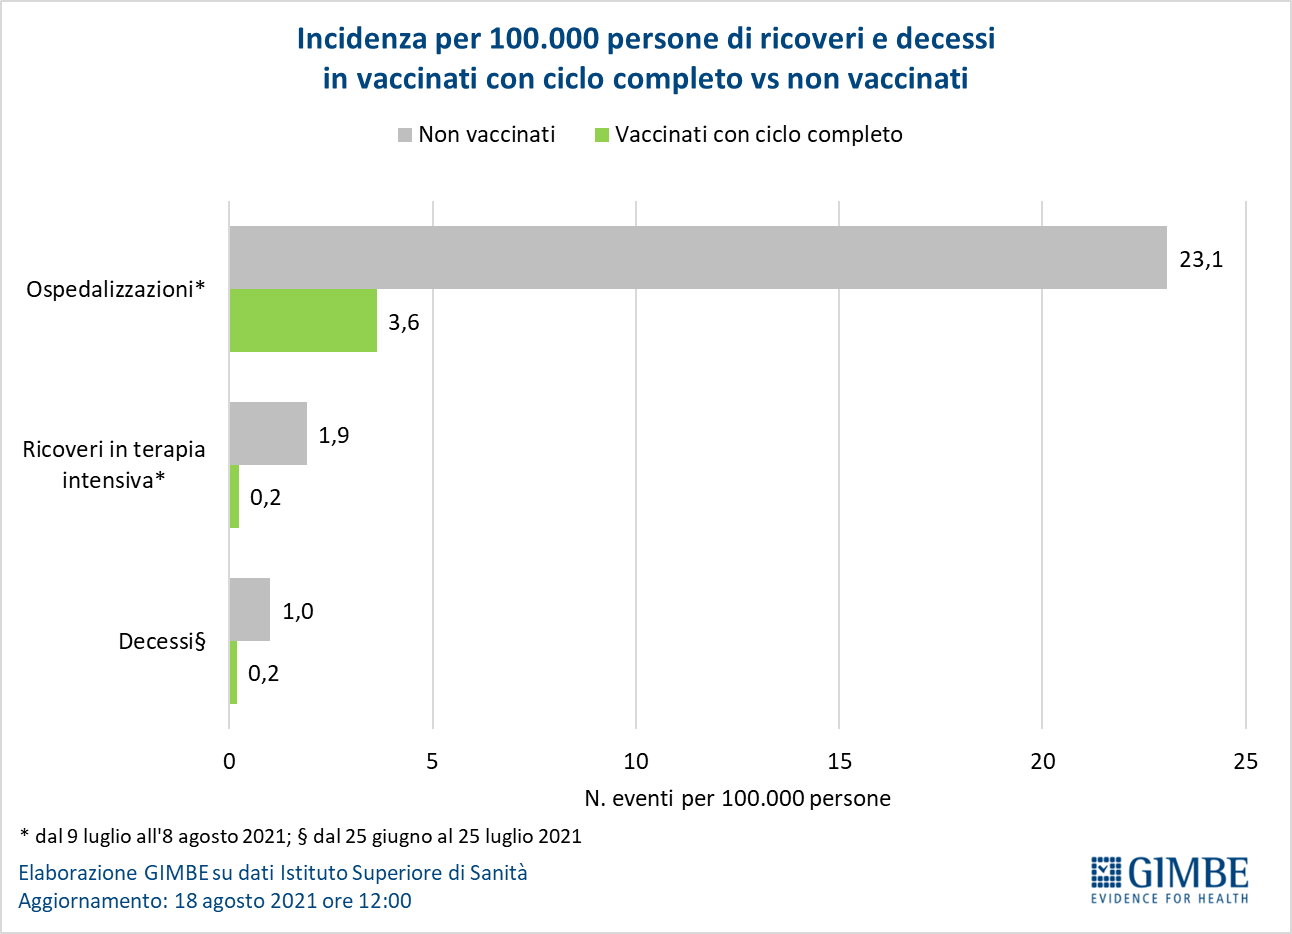 Incidenza per 100.000 persone di ricoveri e decessi
in vaccinati con ciclo completo vs non vaccinati
Non vaccinati
Vaccinati con ciclo completo
Ospedalizzazioni*
23,1
3,6
Ricoveri in terapia
intensiva*
1,9
0,2
Decessi§
1,0
0,2
0 5 10 15 20 25
N. eventi per 100.000 persone
* dal 9 luglio all'8 agosto 2021; § dal 25 giugno al 25 luglio 2021
Elaborazione GIMBE su dati Istituto Superiore di Sanità
Aggiornamento: 18 agosto 2021 ore 12:00
GIMBE
EVIDENCE FOR HEALTH